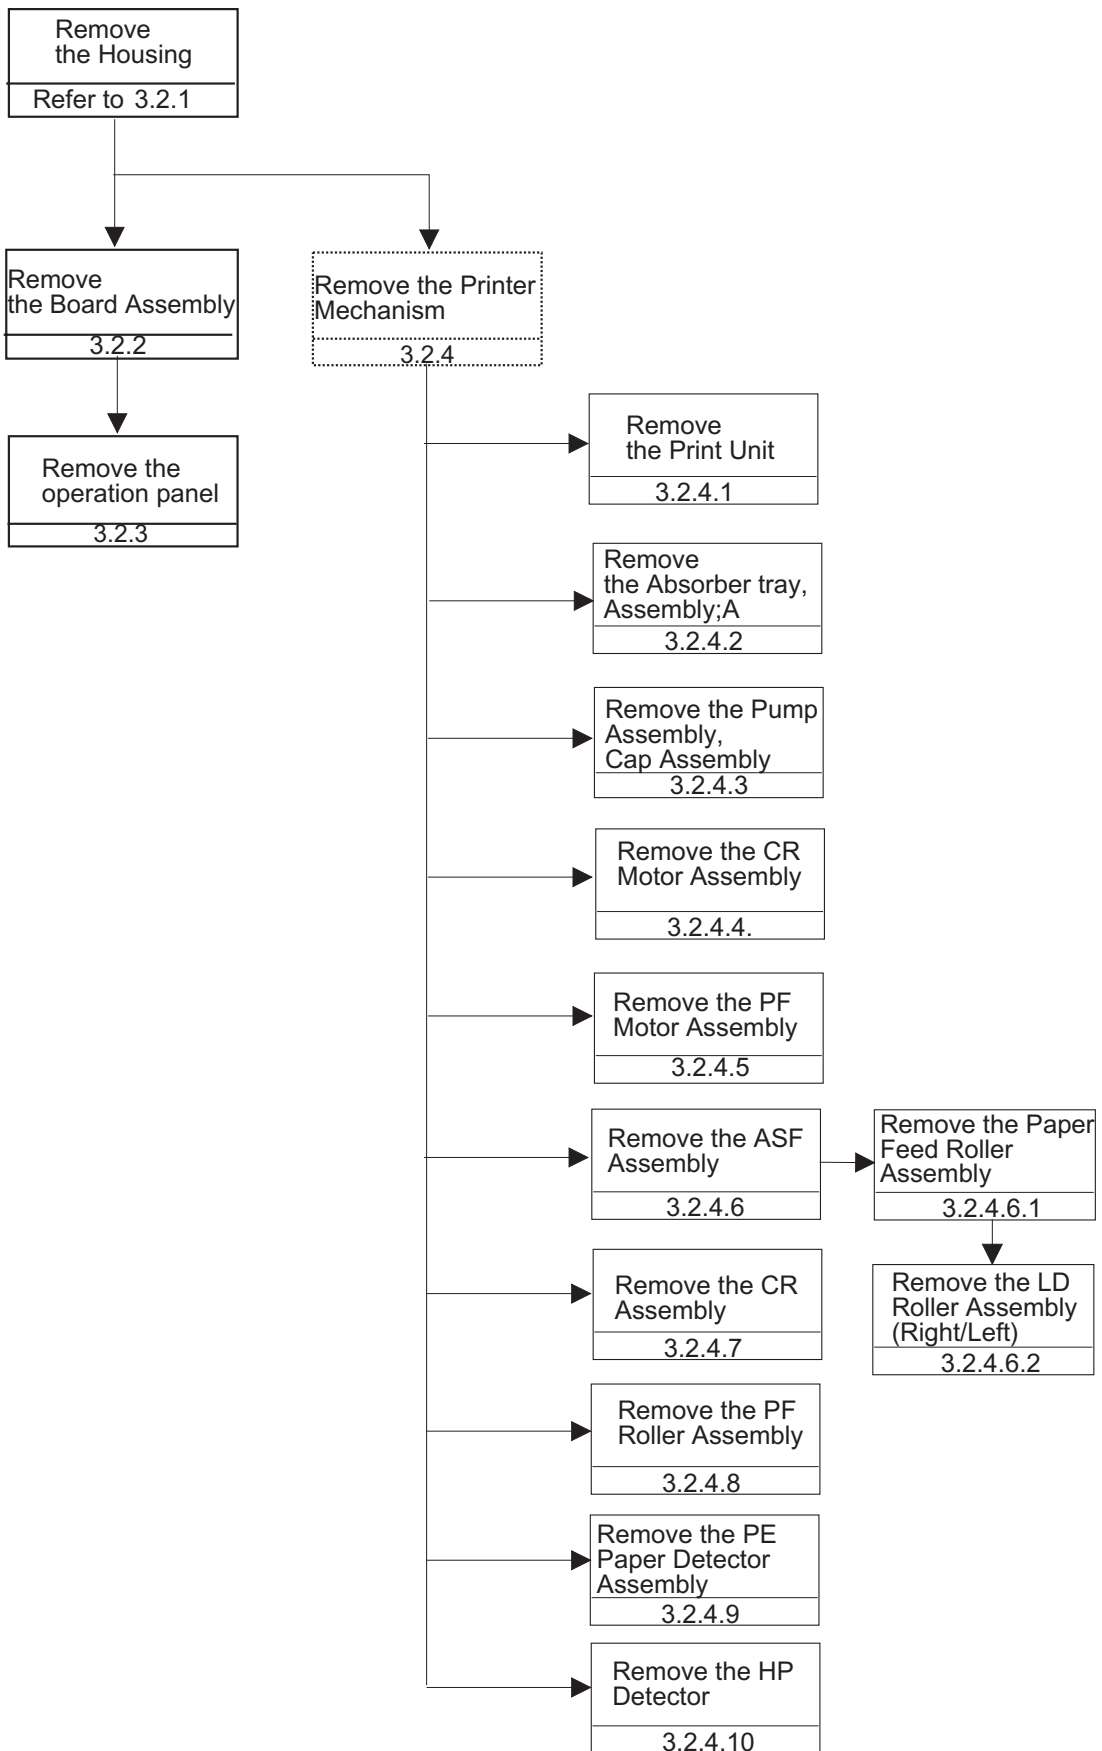 Remove
the Housing
Refer to 3.2.1
Remove
the Board Assembly
3.2.2
Remove the
operation panel
3.2.3
Remove the Printer
Mechanism
3.2.4
Remove
the Print Unit
3.2.4.1
Remove
the Absorber tray,
Assembly;A
3.2.4.2
Remove the Pump
Assembly,
Cap Assembly
3.2.4.3
Remove the CR
Motor Assembly
3.2.4.4.
Remove the PF
Motor Assembly
3.2.4.5
Remove the ASF
Assembly
3.2.4.6
Remove the Paper
Feed Roller
Assembly
3.2.4.6.1
Remove the LD
Roller Assembly
(Right/Left)
3.2.4.6.2
Remove the CR
Assembly
3.2.4.7
Remove the PF
Roller Assembly
3.2.4.8
Remove the PE
Paper Detector
Assembly
3.2.4.9
Remove the HP
Detector
3.2.4.10